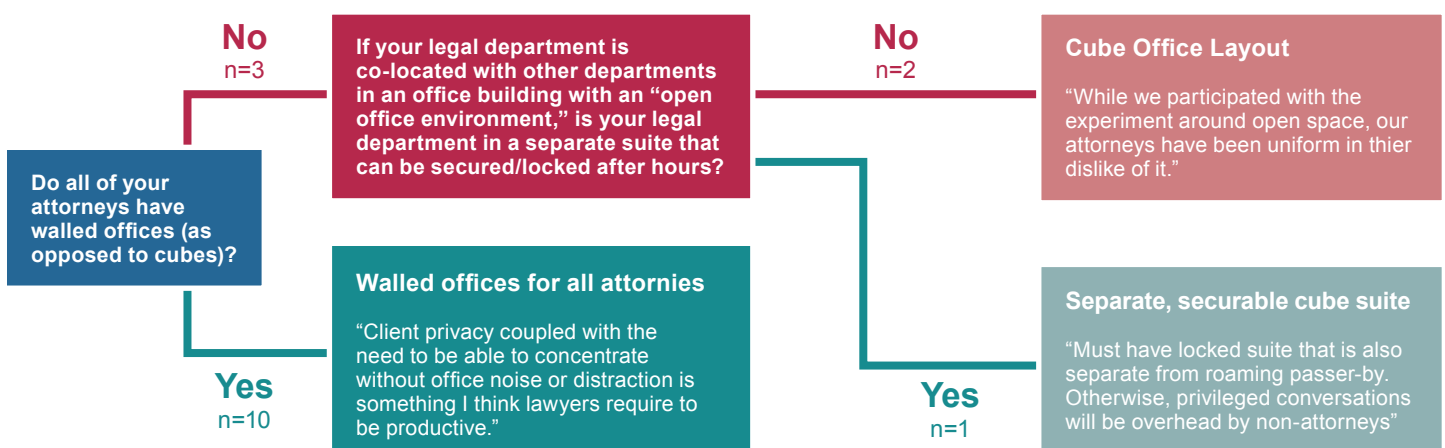 Do all of your
attorneys have
walled offices (as
opposed to cubes)?
No
n=3
If your legal department is
co-located with other departments
in an office building with an “open
office environment,” is your legal
department in a separate suite that
can be secured/locked after hours?
No
n=2
Cube Office Layout
“While we participated with the
experiment around open space, our
attorneys have been uniform in thier
dislike of it.”
Yes
n=10
Walled offices for all attornies
“Client privacy coupled with the
need to be able to concentrate
without office noise or distraction is
something I think lawyers require to
be productive.”
Yes
n=1
Separate, securable cube suite
“Must have locked suite that is also
separate from roaming passer-by.
Otherwise, privileged conversations
will be overhead by non-attorneys”